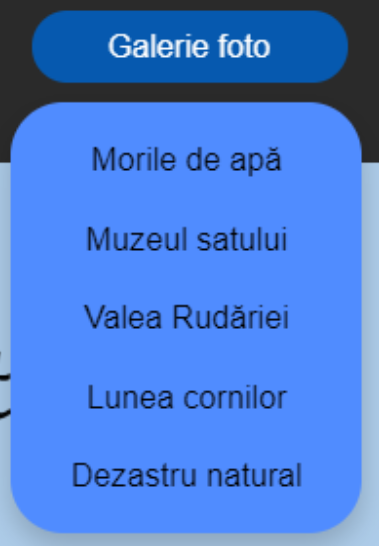 Galerie foto
Morile de apă
Muzeul satului
Valea Rudăriei
Lunea cornilor
Dezastru natural